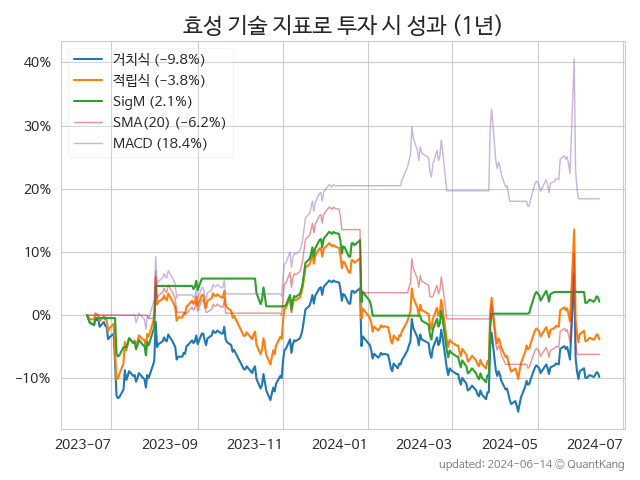 효성 기술 지표로 투자 시 성과 (1년)
거치식 (−9.8%)
적립식 (−3.8%)
SigM (2.1%)
SMA(20) (−6.2%)
MACD (18.4%)
40%
30%
20%
10%
0%
−10%
2023-07
2023-09
2023-11
2024-01
2024-03
2024-05
2024-07
updated: 2024-06-14 © QuantKang